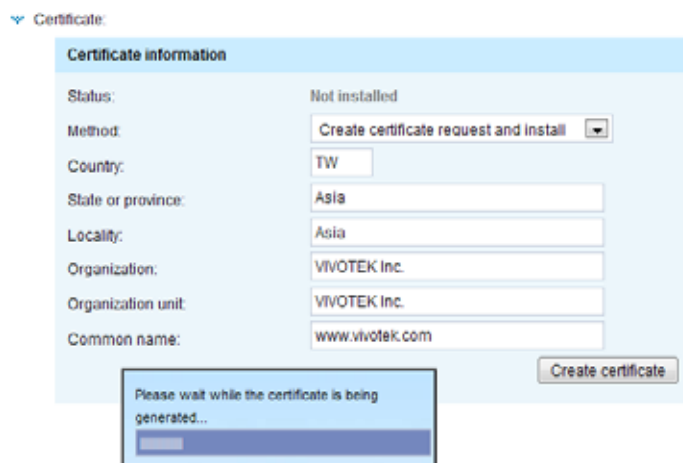 Certificate:
Certificate information
Status: Not installed
Method: Create certificate request and install
Country: TW
State or province: Asia
Locality: Asia
Organization: VIVOTEK Inc.
Organization unit: VIVOTEK Inc.
Common name: www.vivotek.com
Create certificate
Please wait while the certificate is being
generated...